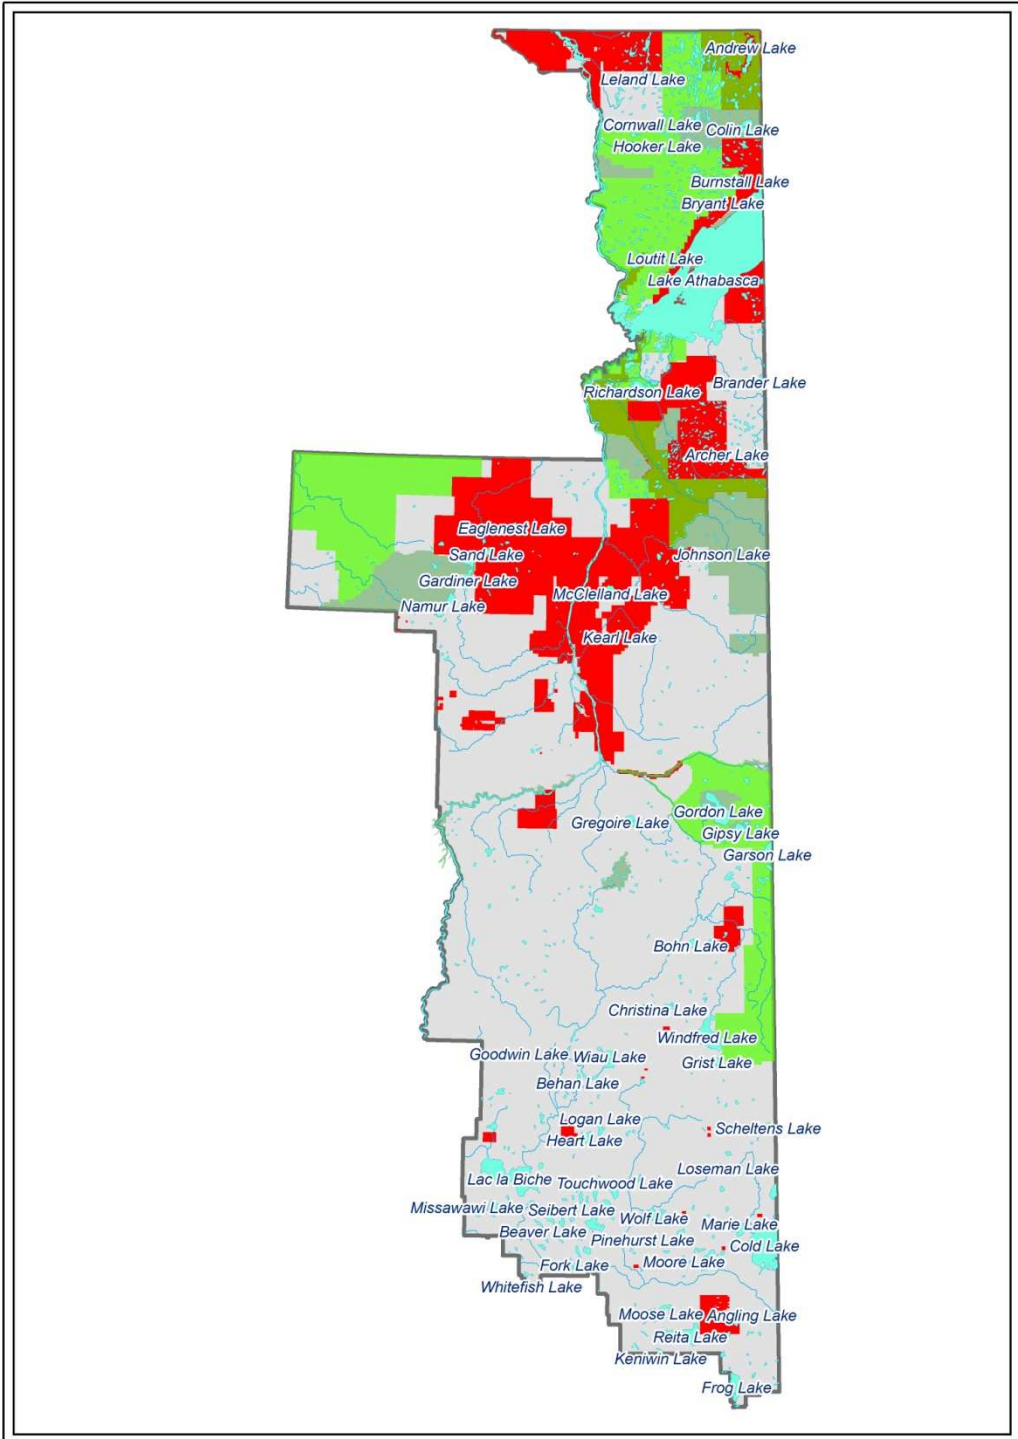 Andrew Lake
Leland Lake
Cornwall Lake
Colin Lake
Hooker Lake
Burnstall Lake
Bryant Lake
Loutit Lake
Lake Athabasca
Brander Lake
Richardson Lake
Archer Lake
Eaglenest Lake
Sand Lake
Johnson Lake
Gardiner Lake
McClelland Lake
Namur Lake
Kearl Lake
Gordon Lake
Gregoire Lake
Gipsy Lake
Garson Lake
Bohn Lake
Christina Lake
Windfred Lake
Goodwin Lake
Wiau Lake
Grist Lake
Behan Lake
Logan Lake
Scheltens Lake
Heart Lake
Loseman Lake
Lac la Biche
Touchwood Lake
Missawawi Lake
Seibert Lake
Wolf Lake
Marie Lake
Beaver Lake
Pinehurst Lake
Cold Lake
Fork Lake
Moore Lake
Whitefish Lake
Moose Lake
Angling Lake
Reita Lake
Keniwin Lake
Frog Lake